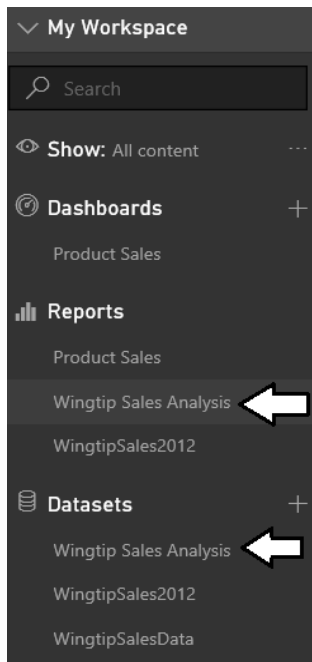 My Workspace
Search
Show: All content
Dashboards
Product Sales
Reports
Product Sales
Wingtip Sales Analysis
WingtipSales2012
Datasets
Wingtip Sales Analysis
WingtipSales2012
WingtipSalesData